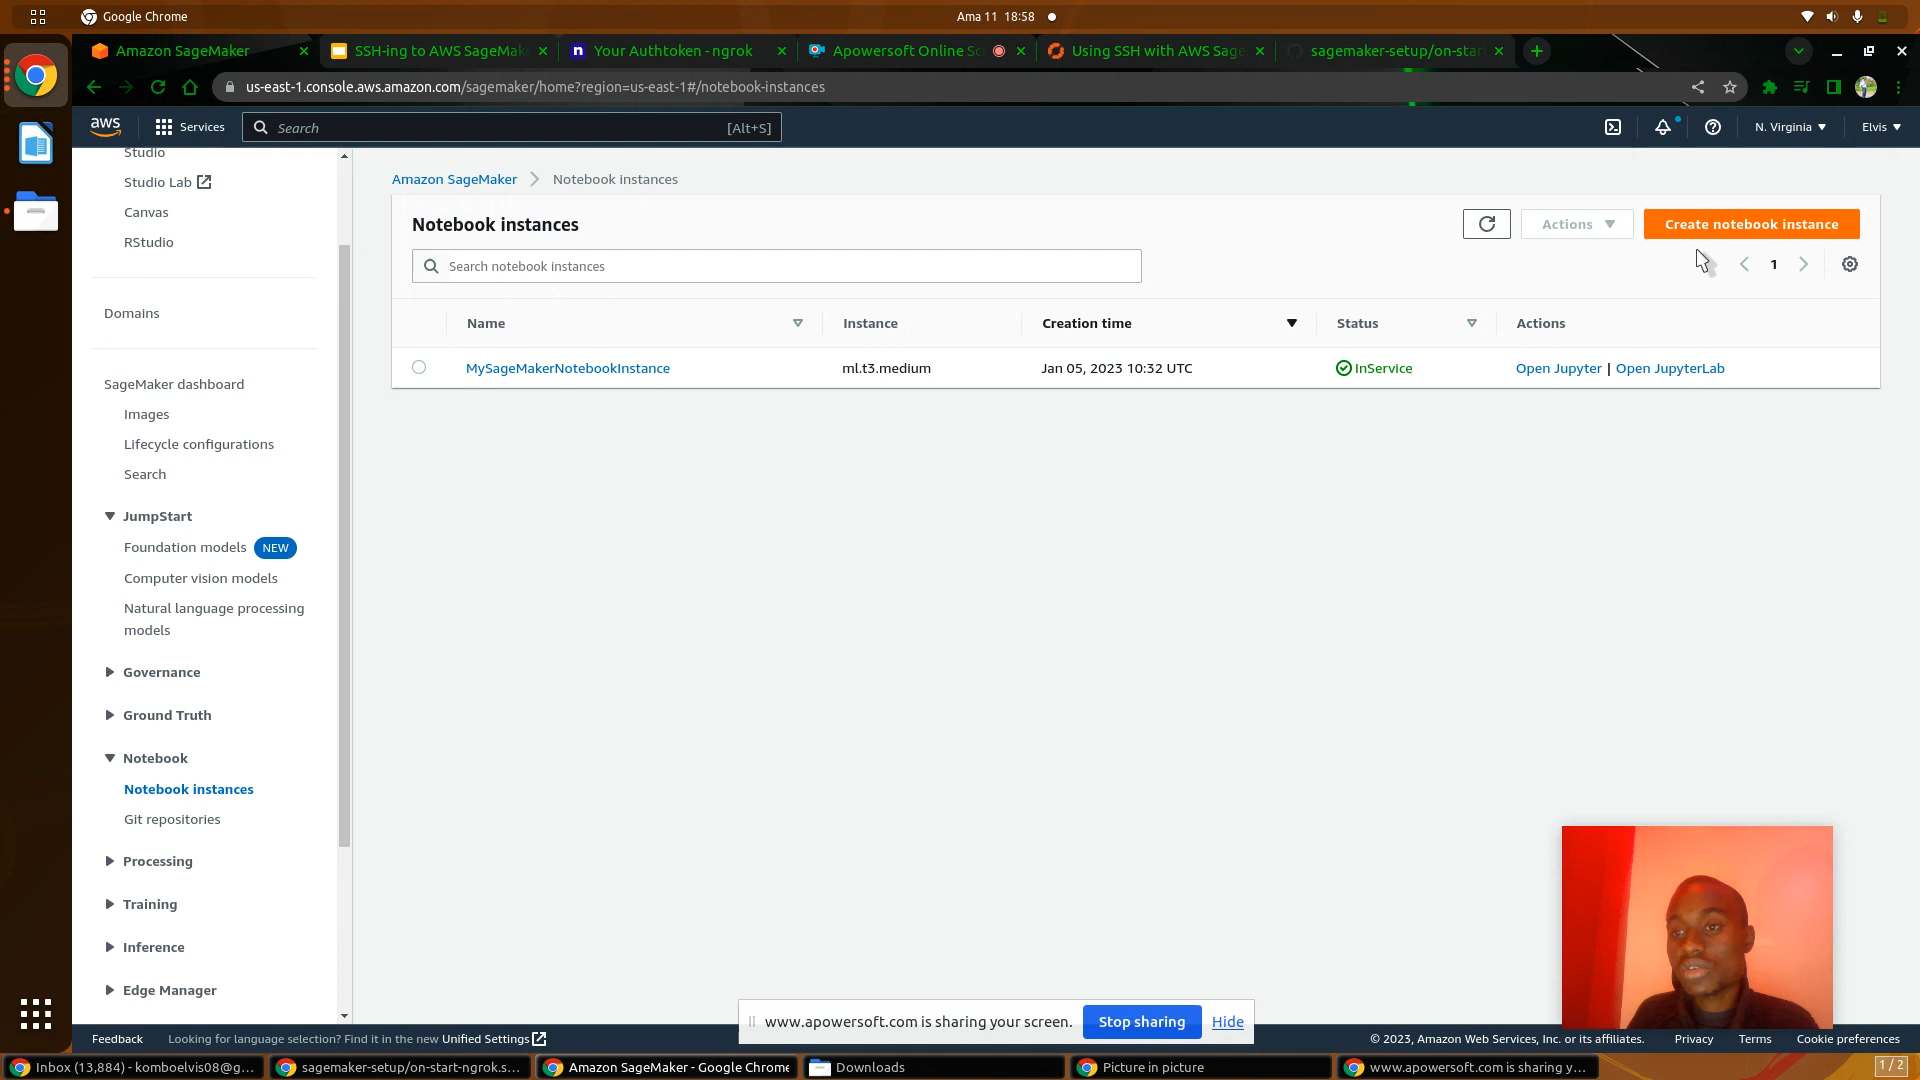 Google Chrome
Ama 11 18:58
Amazon SageMaker
SSH-ing to AWS SageMak
Your Authtoken - ngrok
Apowersoft Online Sc
Using SSH with AWS Sage
sagemaker-setup/on-star
us-east-1.console.aws.amazon.com/sagemaker/home?region=us-east-1#/notebook-instances
aws
Services
Search
[Alt+S]
N. Virginia
Elvis
Studio
Studio Lab
Canvas
RStudio
Domains
SageMaker dashboard
Images
Lifecycle configurations
Search
JumpStart
Foundation models NEW
Computer vision models
Natural language processing
models
Governance
Ground Truth
Notebook
Notebook instances
Git repositories
Processing
Training
Inference
Edge Manager
Amazon SageMaker > Notebook instances
Notebook instances
Actions
Create notebook instance
Search notebook instances
1
Name Instance Creation time Status Actions
MySageMakerNotebookInstance ml.t3.medium Jan 05, 2023 10:32 UTC InService Open Jupyter | Open JupyterLab
www.apowersoft.com is sharing your screen.
Stop sharing
Hide
Feedback
Looking for language selection? Find it in the new Unified Settings
© 2023, Amazon Web Services, Inc. or its affiliates.
Privacy
Terms
Cookie preferences
Inbox (13,884) - komboelvis08@g...
sagemaker-setup/on-start-ngrok.s...
Amazon SageMaker - Google Chrome
Downloads
Picture in picture
www.apowersoft.com is sharing y...
1 / 2